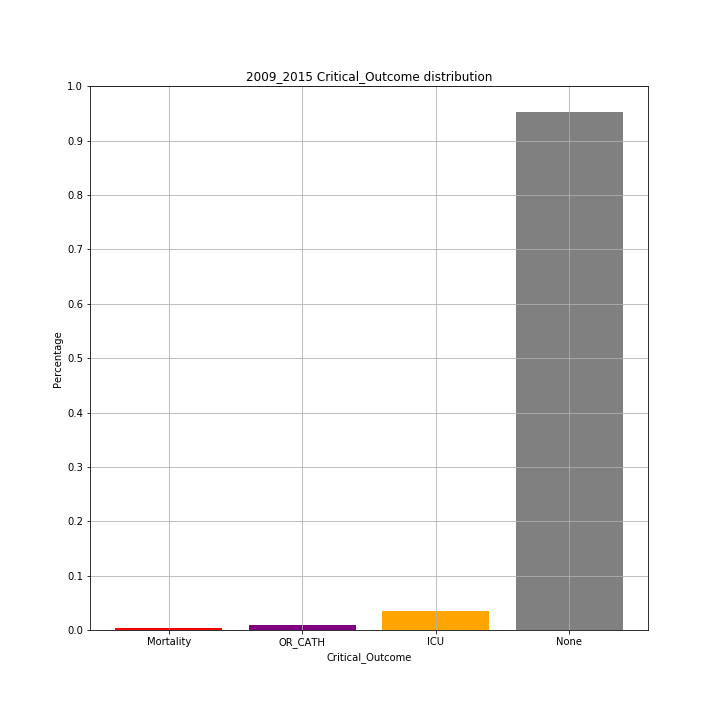 2009_2015 Critical_Outcome distribution
1.0
0.9
0.8
0.7
0.6
0.5
0.4
0.3
0.2
0.1
0.0
Percentage
Mortality OR_CATH ICU None
Critical_Outcome